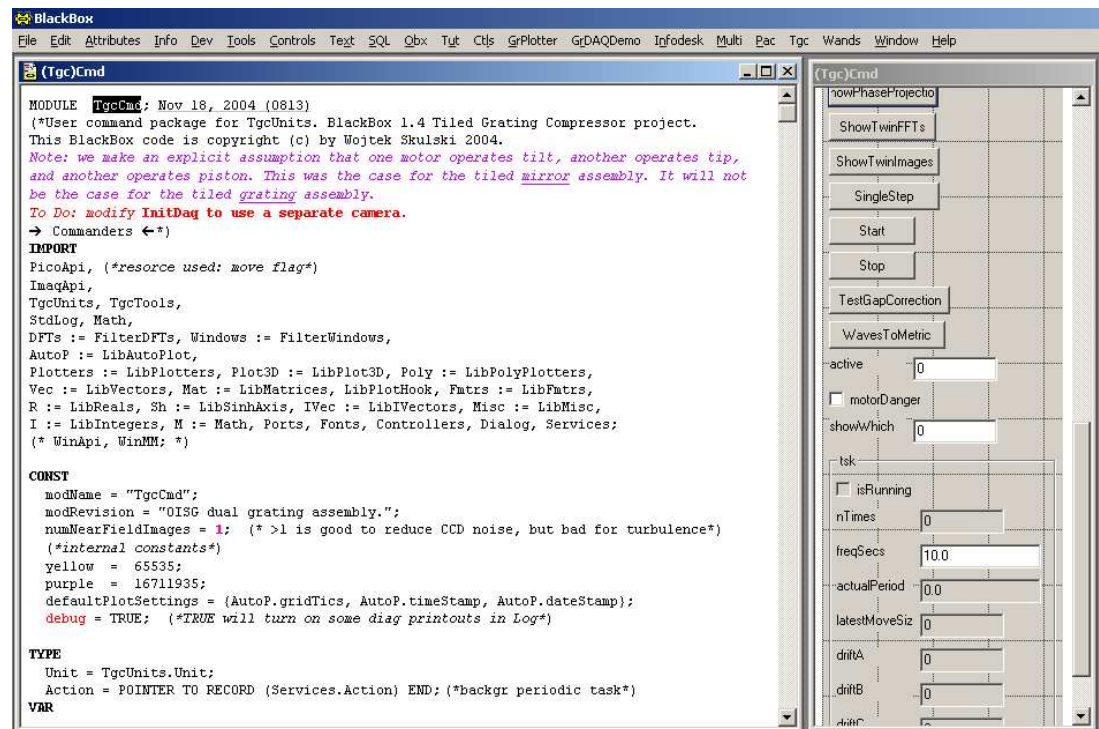 BlackBox
File Edit Attributes Info Dev Tools Controls Text SQL Obx Tut Ctls GrPlotter GrDAQDemo Infodesk Multi Pac Tgc Wands Window Help
(Tgc)Cmd
MODULE TgcCmd; Nov 18, 2004 (0813)
(*User command package for TgcUnits. BlackBox 1.4 Tiled Grating Compressor project.
This BlackBox code is copyright (c) by Wojtek Skulski 2004.
Note: we make an explicit assumption that one motor operates tilt, another operates tip,
and another operates piston. This was the case for the tiled mirror assembly. It will not
be the case for the tiled grating assembly.
To Do: modify InitDaq to use a separate camera.
→ Commanders ←*)
IMPORT
PicoApi, (*resorce used: move flag*)
ImaqApi,
TgcUnits, TgcTools,
StdLog, Math,
DFTs := FilterDFTs, Windows := FilterWindows,
AutoP := LibAutoPlot,
Plotters := LibPlotters, Plot3D := LibPlot3D, Poly := LibPolyPlotters,
Vec := LibVectors, Mat := LibMatrices, LibPlotHook, Fmtrs := LibFmtrs,
R := LibReals, Sh := LibSinhAxis, IVec := LibIVectors, Misc := LibMisc,
I := LibIntegers, M := Math, Ports, Fonts, Controllers, Dialog, Services;
(* WinApi, WinMM; *)
CONST
modName = "TgcCmd";
modRevision = "OISG dual grating assembly.";
numNearFieldImages = 1; (* >1 is good to reduce CCD noise, but bad for turbulence*)
(*internal constants*)
yellow = 65535;
purple = 16711935;
defaultPlotSettings = {AutoP.gridTics, AutoP.timeStamp, AutoP.dateStamp};
debug = TRUE; (*TRUE will turn on some diag printouts in Log*)
TYPE
Unit = TgcUnits.Unit;
Action = POINTER TO RECORD (Services.Action) END; (*backgr periodic task*)
VAR
(Tgc)Cmd
howPhaseProjectio
ShowTwinFFTs
ShowTwinImages
SingleStep
Start
Stop
TestGapCorrection
WavesToMetric
active 0
motorDanger
showWhich 0
tsk
isRunning
nTimes 0
freqSecs 10.0
actualPeriod 0.0
latestMoveSiz 0
driftA 0
driftB 0